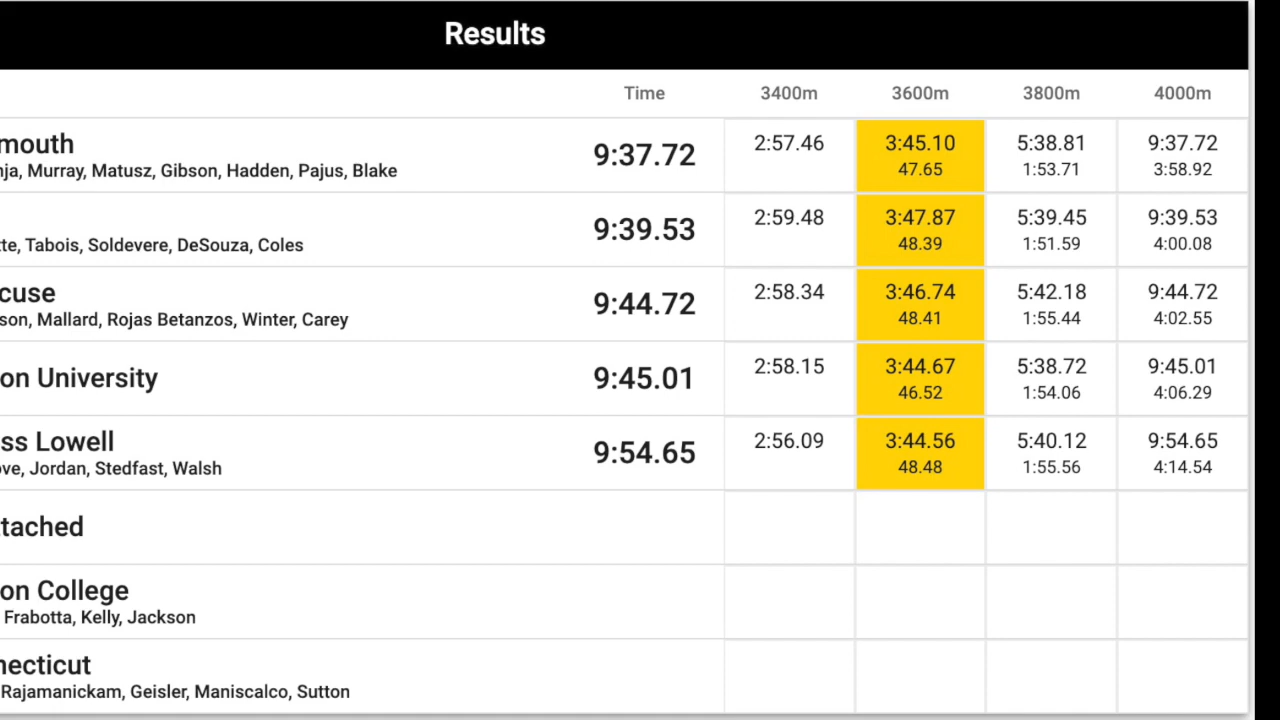 Results
Time 3400m 3600m 3800m 4000m
mouth
nja, Murray, Matusz, Gibson, Hadden, Pajus, Blake
9:37.72 2:57.46 3:45.10 5:38.81 9:37.72
47.65 1:53.71 3:58.92
tte, Tabois, Soldevere, DeSouza, Coles
9:39.53 2:59.48 3:47.87 5:39.45 9:39.53
48.39 1:51.59 4:00.08
cuse
son, Mallard, Rojas Betanzos, Winter, Carey
9:44.72 2:58.34 3:46.74 5:42.18 9:44.72
48.41 1:55.44 4:02.55
on University
9:45.01 2:58.15 3:44.67 5:38.72 9:45.01
46.52 1:54.06 4:06.29
ss Lowell
ove, Jordan, Stedfast, Walsh
9:54.65 2:56.09 3:44.56 5:40.12 9:54.65
48.48 1:55.56 4:14.54
tached
on College
Frabotta, Kelly, Jackson
necticut
Rajamanickam, Geisler, Maniscalco, Sutton